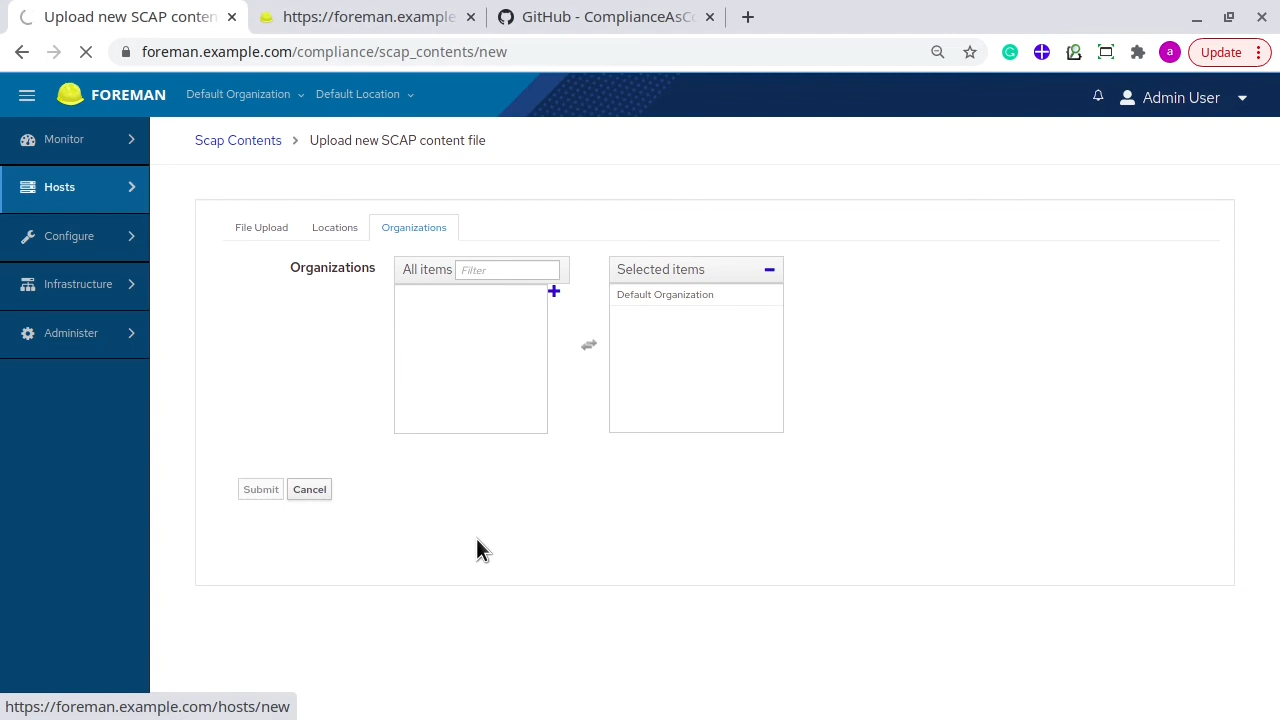 Upload new SCAP conten
https://foreman.example
GitHub - ComplianceAsCo
foreman.example.com/compliance/scap_contents/new
a
Update
FOREMAN
Default Organization
Default Location
Admin User
Monitor
Hosts
Configure
Infrastructure
Administer
Scap Contents
Upload new SCAP content file
File Upload
Locations
Organizations
Organizations
All items
Filter
Selected items
Default Organization
Submit
Cancel
https://foreman.example.com/hosts/new